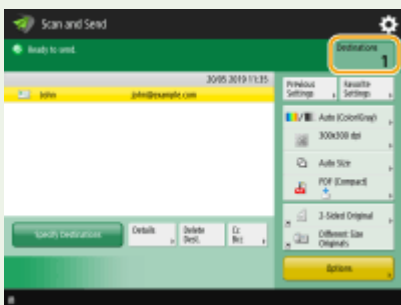 Scan and Send
Ready to send.
Destinations
1
20/05 2019 11:35
John john@example.com
Previous Settings
Favorite Settings
Auto (Color/Gray)
300x300 dpi
Auto Size
PDF (Compact)
2-Sided Original
Different Size Originals
Specify Destinations
Details
Delete Dest.
Cc Bcc
Options